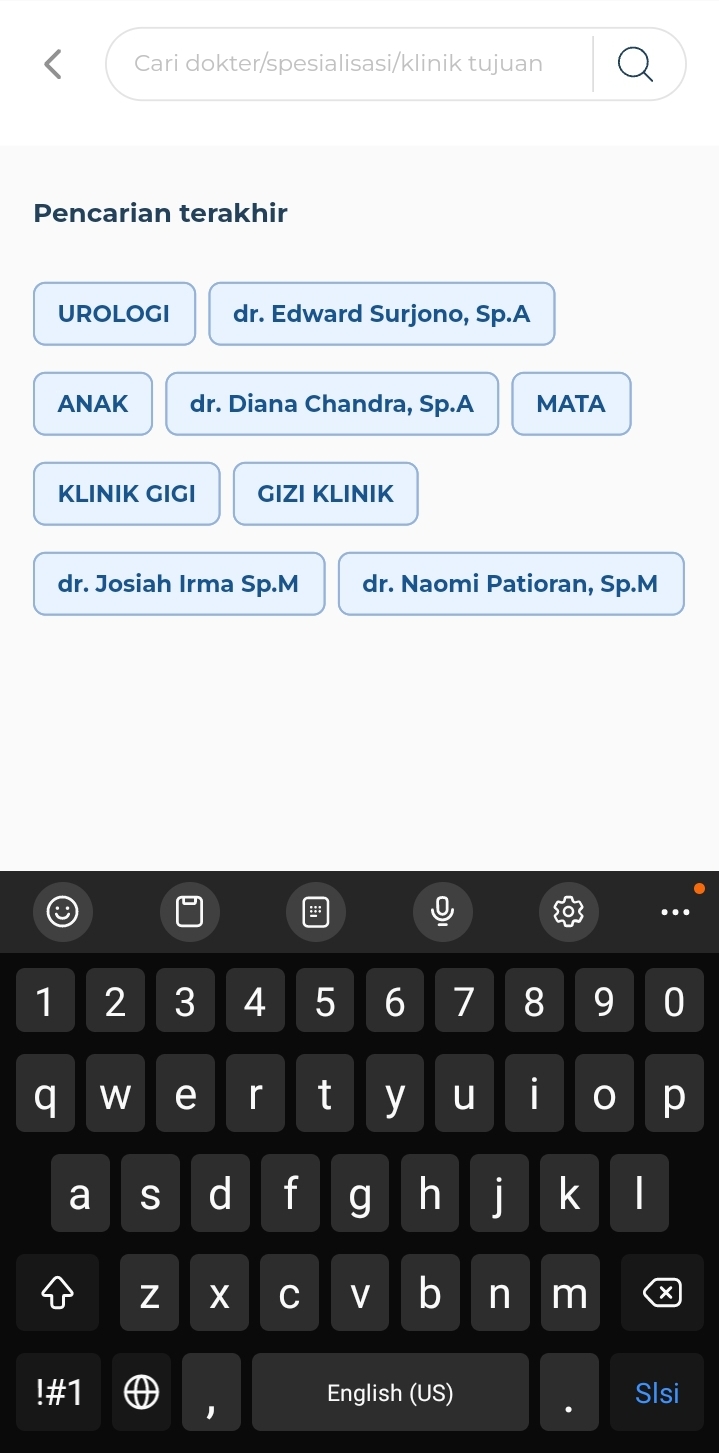 Cari dokter/spesialisasi/klinik tujuan
Pencarian terakhir
UROLOGI dr. Edward Surjono, Sp.A
ANAK dr. Diana Chandra, Sp.A MATA
KLINIK GIGI GIZI KLINIK
dr. Josiah Irma Sp.M dr. Naomi Patioran, Sp.M
1 2 3 4 5 6 7 8 9 0
q w e r t y u i o p
a s d f g h j k l
z x c v b n m
!#1 , English (US) . Slsi